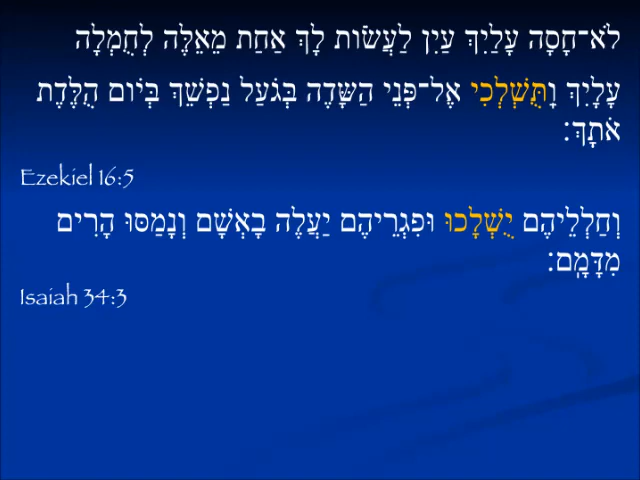 לֹא־חָסָה עָלַיִךְ עַיִן לַעֲשׂוֹת לָךְ אַחַת מֵאֵלֶּה לְחֻמְלָה
עָלָיִךְ וַתֻּשְׁלְכִי אֶל־פְּנֵי הַשָּׂדֶה בְּגֹעַל נַפְשֵׁךְ בְּיוֹם הֻלֶּדֶת
אֹתָךְ׃
Ezekiel 16:5
וְחַלְלֵיהֶם יֻשְׁלָכוּ וּפִגְרֵיהֶם יַעֲלֶה בָאְשָׁם וְנָמַסּוּ הָרִים
מִדָּמָם׃
Isaiah 34:3